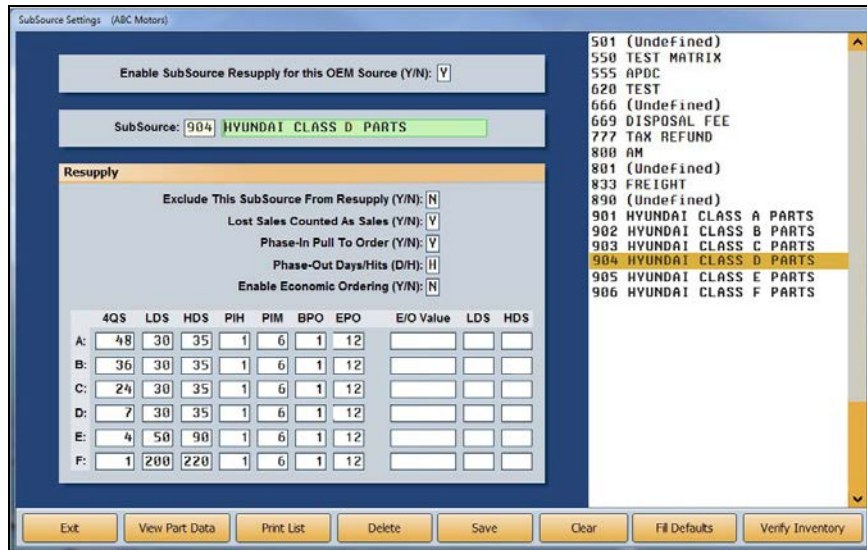 SubSource Settings (ABC Motors)
Enable SubSource Resupply for this OEM Source (Y/N): Y
SubSource: 904 HYUNDAI CLASS D PARTS
Resupply
Exclude This SubSource From Resupply (Y/N): N
Lost Sales Counted As Sales (Y/N): Y
Phase-In Pull To Order (Y/N): Y
Phase-Out Days/Hits (D/H): H
Enable Economic Ordering (Y/N): N
4QS LDS HDS PIH PIM BPO EPO E/O Value LDS HDS
A: 48 30 35 1 6 1 12
B: 36 30 35 1 6 1 12
C: 24 30 35 1 6 1 12
D: 7 30 35 1 6 1 12
E: 4 50 90 1 6 1 12
F: 1 200 220 1 6 1 12
501 (Undefined)
550 TEST MATRIX
555 APDC
620 TEST
666 (Undefined)
669 DISPOSAL FEE
777 TAX REFUND
800 AM
801 (Undefined)
833 FREIGHT
890 (Undefined)
901 HYUNDAI CLASS A PARTS
902 HYUNDAI CLASS B PARTS
903 HYUNDAI CLASS C PARTS
904 HYUNDAI CLASS D PARTS
905 HYUNDAI CLASS E PARTS
906 HYUNDAI CLASS F PARTS
Exit View Part Data Print List Delete Save Clear Fill Defaults Verify Inventory